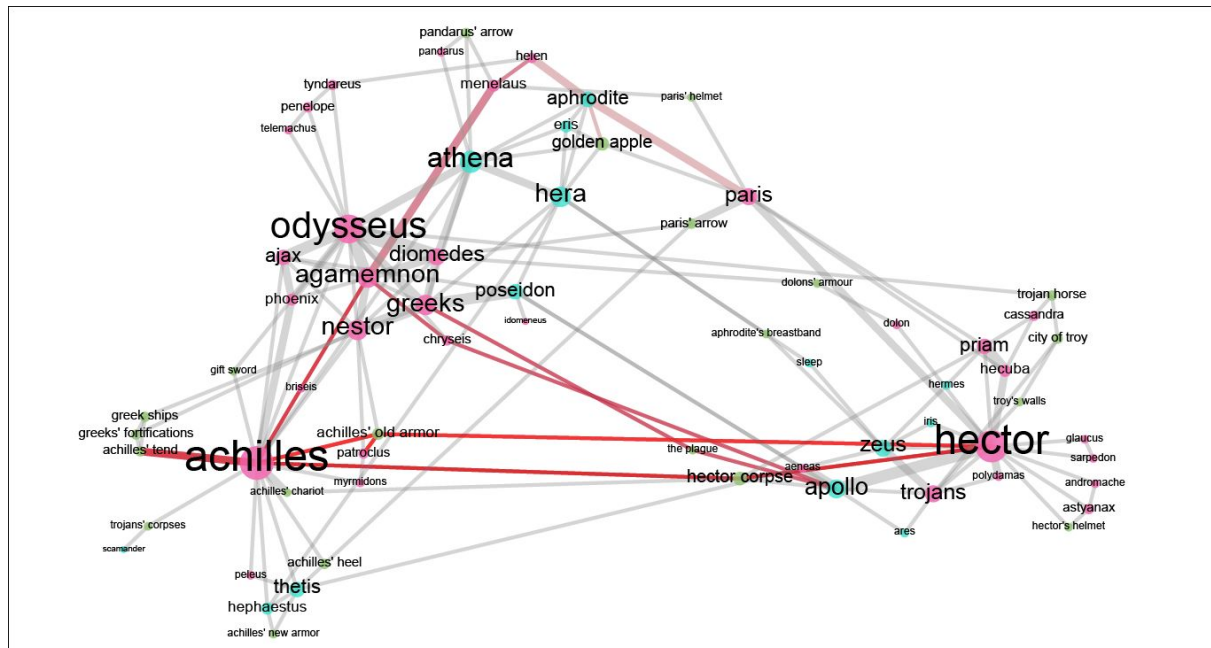 pandarus' arrow
pandarus
helen
tyndareus
menelaus
aphrodite
paris' helmet
penelope
telemachus
eris
golden apple
athena
hera
paris
odysseus
paris' arrow
ajax
diomedes
agamemnon
poseidon
dolons' armour
trojan horse
phoenix
greeks
cassandra
nestor
idomeneus
dolon
city of troy
chryseis
aphrodite's breastband
priam
sleep
hecuba
gift sword
briseis
hermes
troy's walls
greek ships
greeks' fortifications
achilles' old armor
iris
achilles' tend
patroclus
the plague
zeus
hector
glaucus
achilles
aeneas
sarpedon
hector corpse
polydamas
myrmidons
apollo
trojans
andromache
achilles' chariot
astyanax
trojans' corpses
ares
hector's helmet
scamander
achilles' heel
peleus
thetis
hephaestus
achilles' new armor